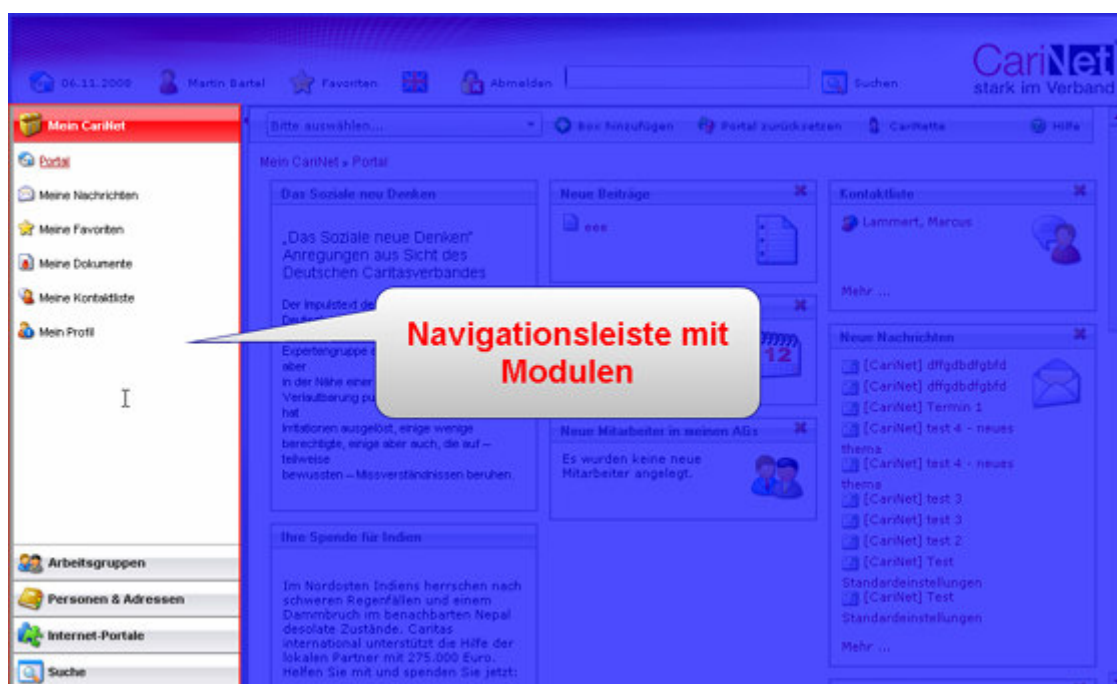 CariNet
stark im Verband
06.11.2008
Martin Bartel
Favoriten
Abmelden
Suchen
Mein CariNet
Portal
Meine Nachrichten
Meine Favoriten
Meine Dokumente
Meine Kontaktliste
Mein Profil
Arbeitsgruppen
Personen & Adressen
Internet-Portale
Suche
Bitte auswählen...
Box hinzufügen
Portal zurücksetzen
CariNette
Hilfe
Mein CariNet » Portal
Das Soziale neu Denken
„Das Soziale neue Denken"
Anregungen aus Sicht des
Deutschen Caritasverbandes
Der Impulstext de
Expertengruppe
aber
in der Nähe einer
Verlautbarung pu
hat
Irritationen ausgelöst, einige wenige
berechtigte, einige aber auch, die auf –
teilweise
bewussten – Missverständnissen beruhen.
Ihre Spende für Indien
Im Nordosten Indiens herrschen nach
schweren Regenfällen und einem
Dammbruch im benachbarten Nepal
desolate Zustände. Caritas
international unterstützt die Hilfe der
lokalen Partner mit 275.000 Euro.
Helfen Sie mit und spenden Sie jetzt:
Navigationsleiste mit
Modulen
Neue Beiträge
eee
12
Neue Mitarbeiter in meinen AGs
Es wurden keine neue
Mitarbeiter angelegt.
Kontaktliste
Lammert, Marcus
Mehr ...
Neue Nachrichten
[CariNet] dffgdbdfgbfd
[CariNet] dffgdbdfgbfd
[CariNet] Termin 1
[CariNet] test 4 - neues
thema
[CariNet] test 4 - neues
thema
[CariNet] test 3
[CariNet] test 3
[CariNet] test 2
[CariNet] Test
Standardeinstellungen
[CariNet] Test
Standardeinstellungen
Mehr ...